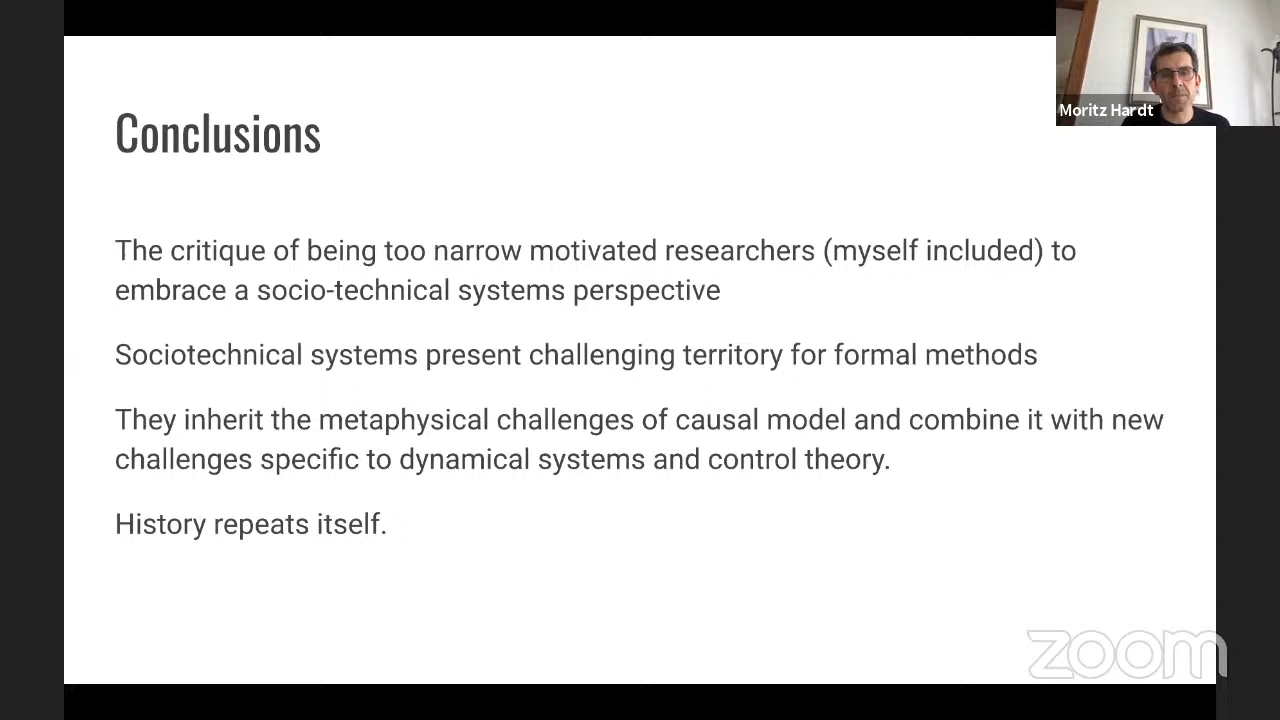 Moritz Hardt
Conclusions
The critique of being too narrow motivated researchers (myself included) to
embrace a socio-technical systems perspective
Sociotechnical systems present challenging territory for formal methods
They inherit the metaphysical challenges of causal model and combine it with new
challenges specific to dynamical systems and control theory.
History repeats itself.
zoom